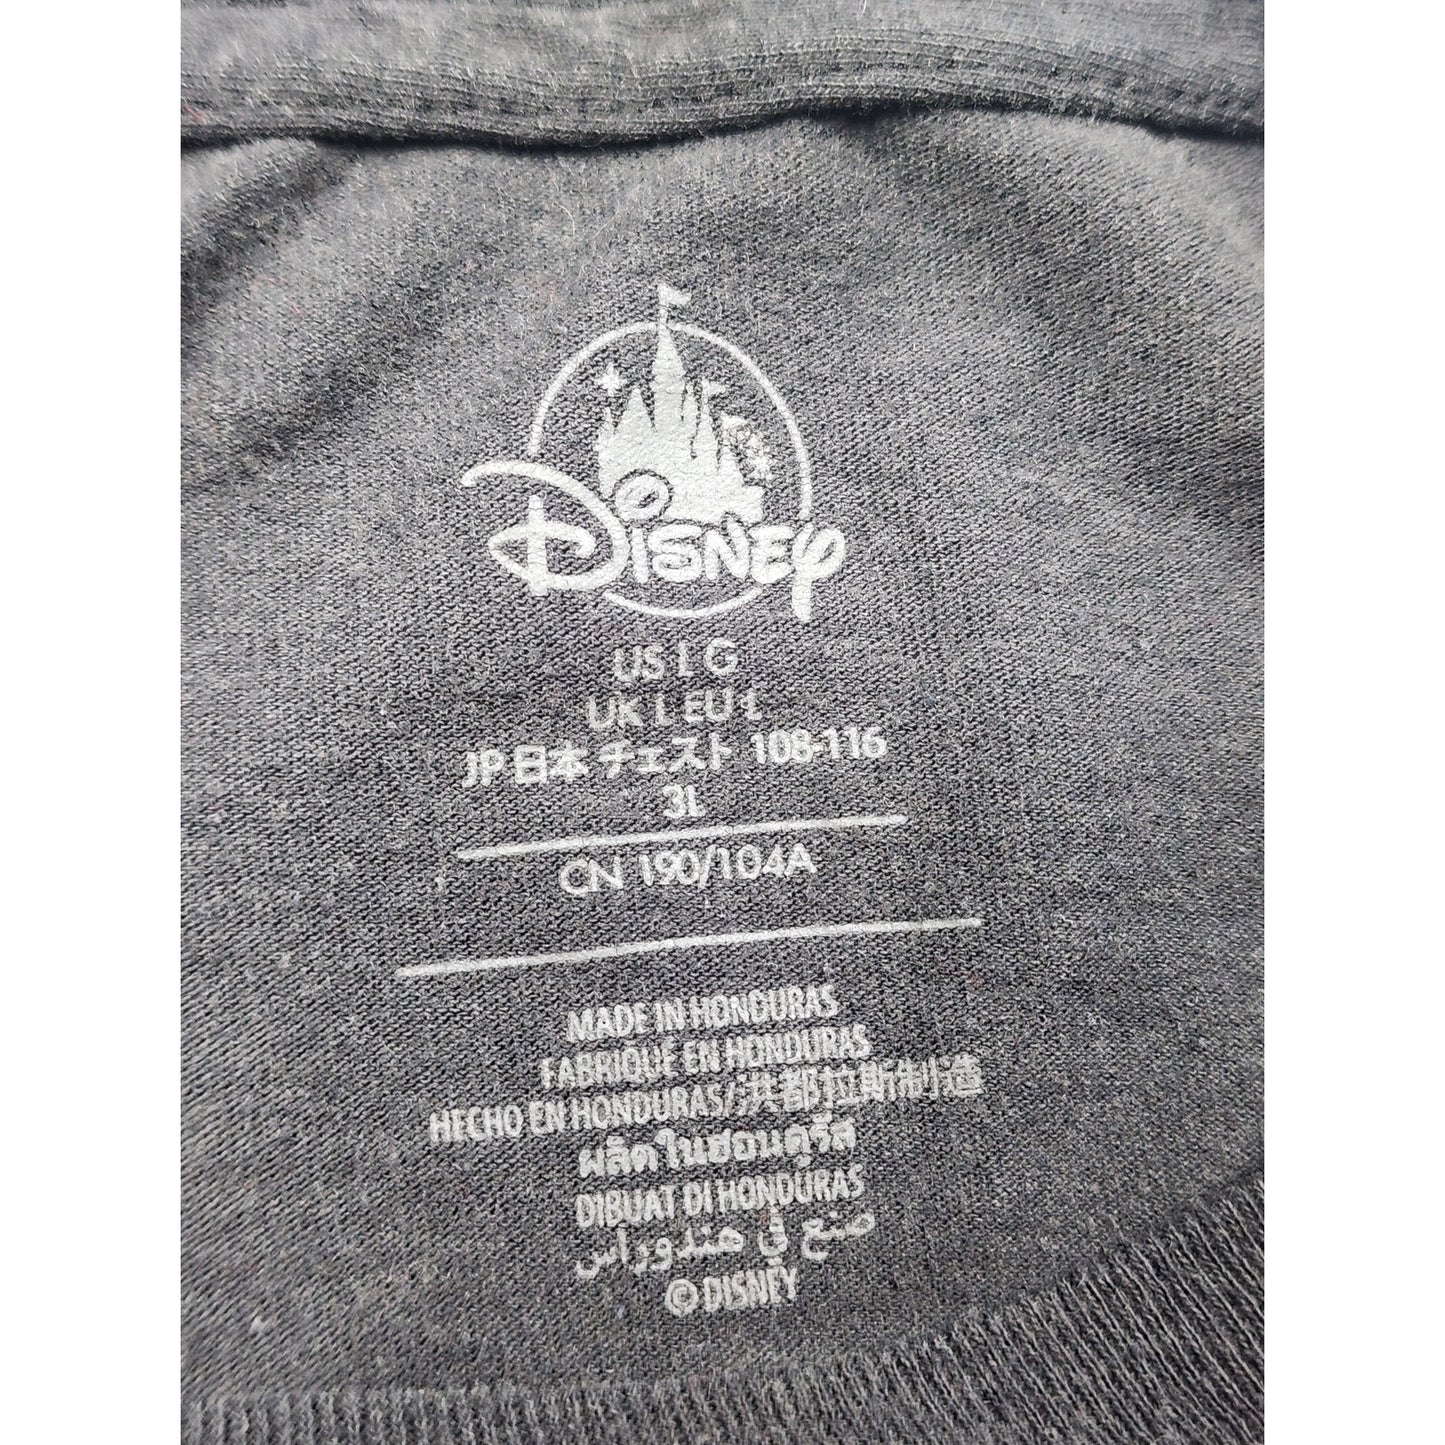 DISNEY
US L G
UK L EU L
JP 日本 チェスト 108-116
3L
CN 190/104A
MADE IN HONDURAS
FABRIQUÉ EN HONDURAS
HECHO EN HONDURAS/洪都拉斯制造
ผลิตในฮอนดูรัส
DIBUAT DI HONDURAS
صنع في هندوراس
© DISNEY